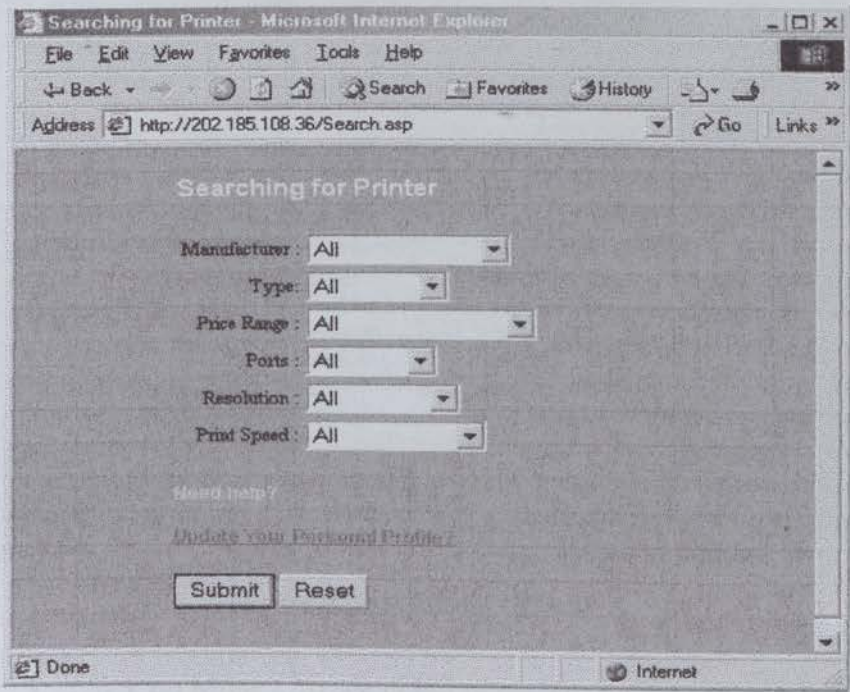 Searching for Printer - Microsoft Internet Explorer
File Edit View Favorites Tools Help
Back Search Favorites History
Address http://202.185.108.36/Search.asp Go Links
Searching for Printer
Manufacturer : All
Type: All
Price Range : All
Ports : All
Resolution : All
Print Speed : All
Need help?
Update Your Personal Profile?
Submit Reset
Done Internet